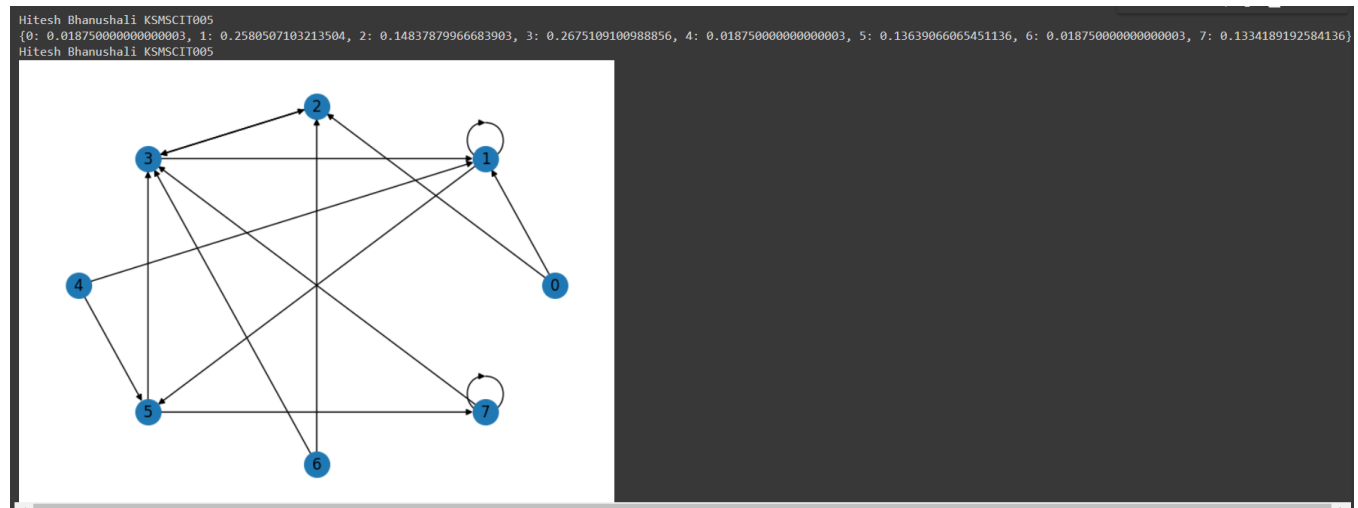 Hitesh Bhanushali KSMSCIT005
{0: 0.018750000000000003, 1: 0.2580507103213504, 2: 0.14837879966683903, 3: 0.2675109100988856, 4: 0.018750000000000003, 5: 0.13639066065451136, 6: 0.018750000000000003, 7: 0.1334189192584136}
Hitesh Bhanushali KSMSCIT005
2
3
1
4
0
5
7
6